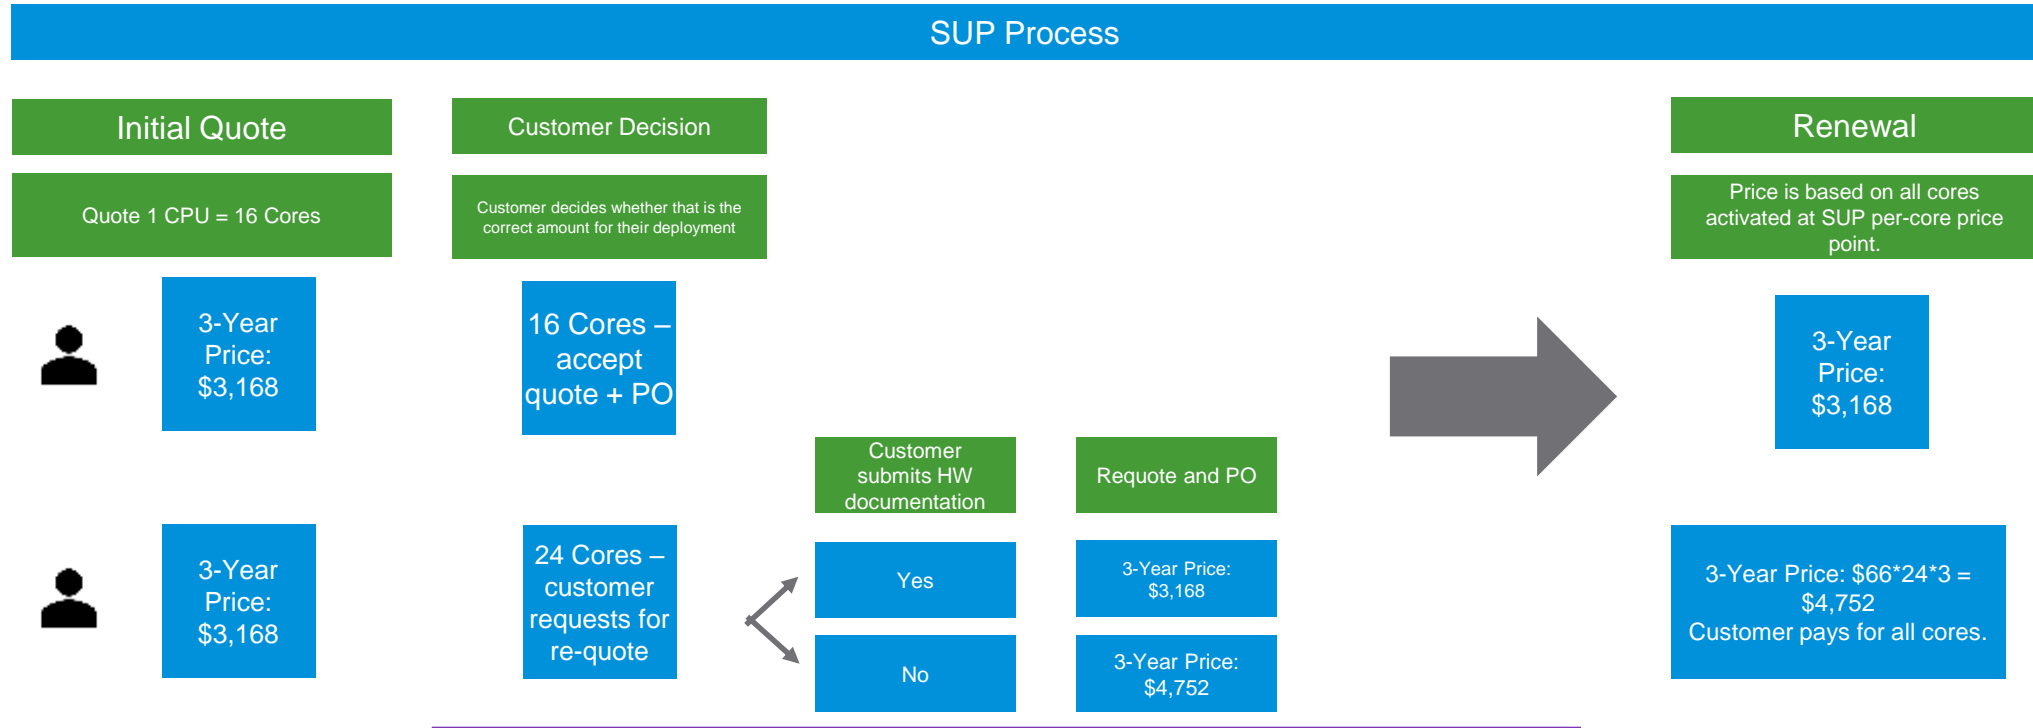 SUP Process
Initial Quote
Customer Decision
Renewal
Quote 1 CPU = 16 Cores
Customer decides whether that is the
correct amount for their deployment
Price is based on all cores
activated at SUP per-core price
point.
3-Year
Price:
$3,168
16 Cores –
accept
quote + PO
3-Year
Price:
$3,168
Customer
submits HW
documentation
Requote and PO
3-Year
Price:
$3,168
24 Cores –
customer
requests for
re-quote
Yes
3-Year Price:
$3,168
No
3-Year Price:
$4,752
3-Year Price: $66*24*3 =
$4,752
Customer pays for all cores.